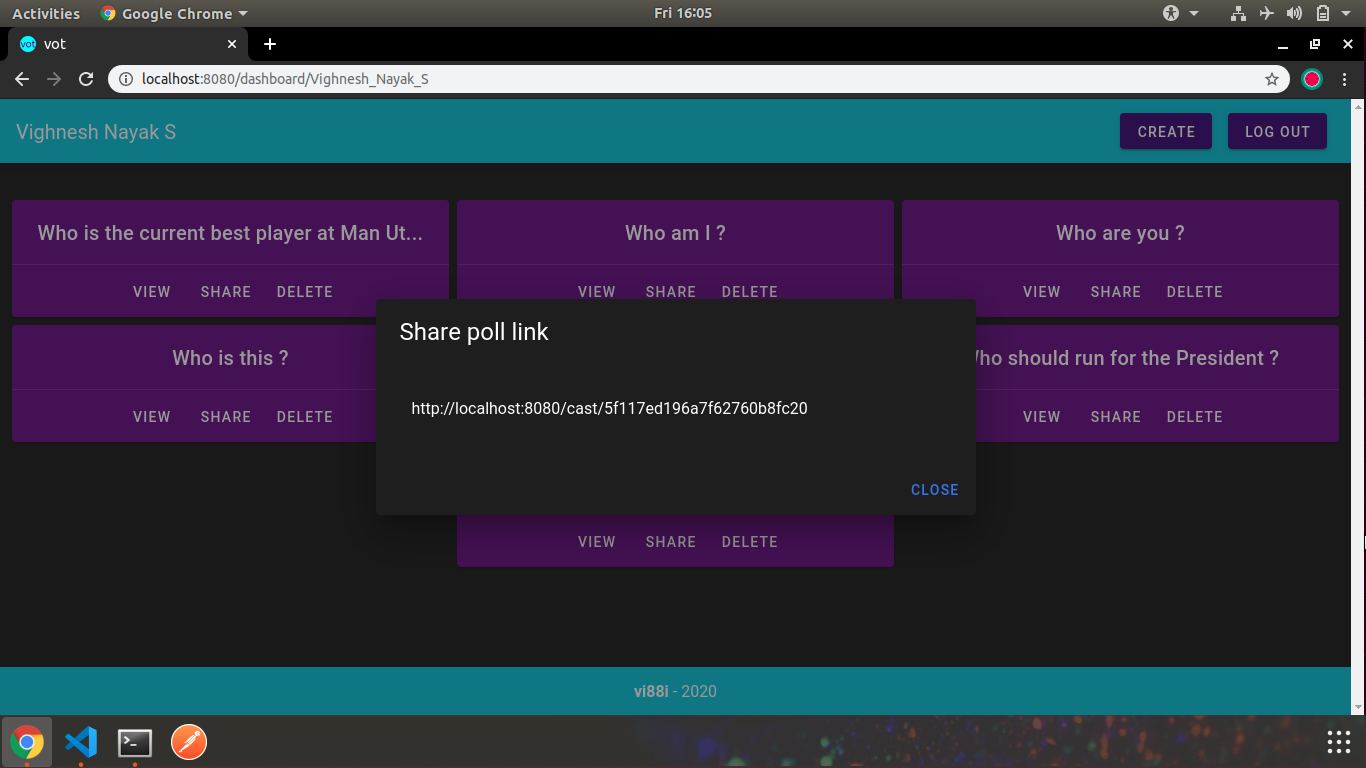 Activities
Google Chrome
Fri 16:05
vot
vot
localhost:8080/dashboard/Vighnesh_Nayak_S
Vighnesh Nayak S
CREATE
LOG OUT
Who is the current best player at Man Ut...
Who am I ?
Who are you ?
VIEW SHARE DELETE
VIEW SHARE DELETE
VIEW SHARE DELETE
Share poll link
Who is this ?
should run for the President ?
http://localhost:8080/cast/5f117ed196a7f62760b8fc20
VIEW SHARE
VIEW SHARE DELETE
CLOSE
VIEW SHARE DELETE
vi88i - 2020